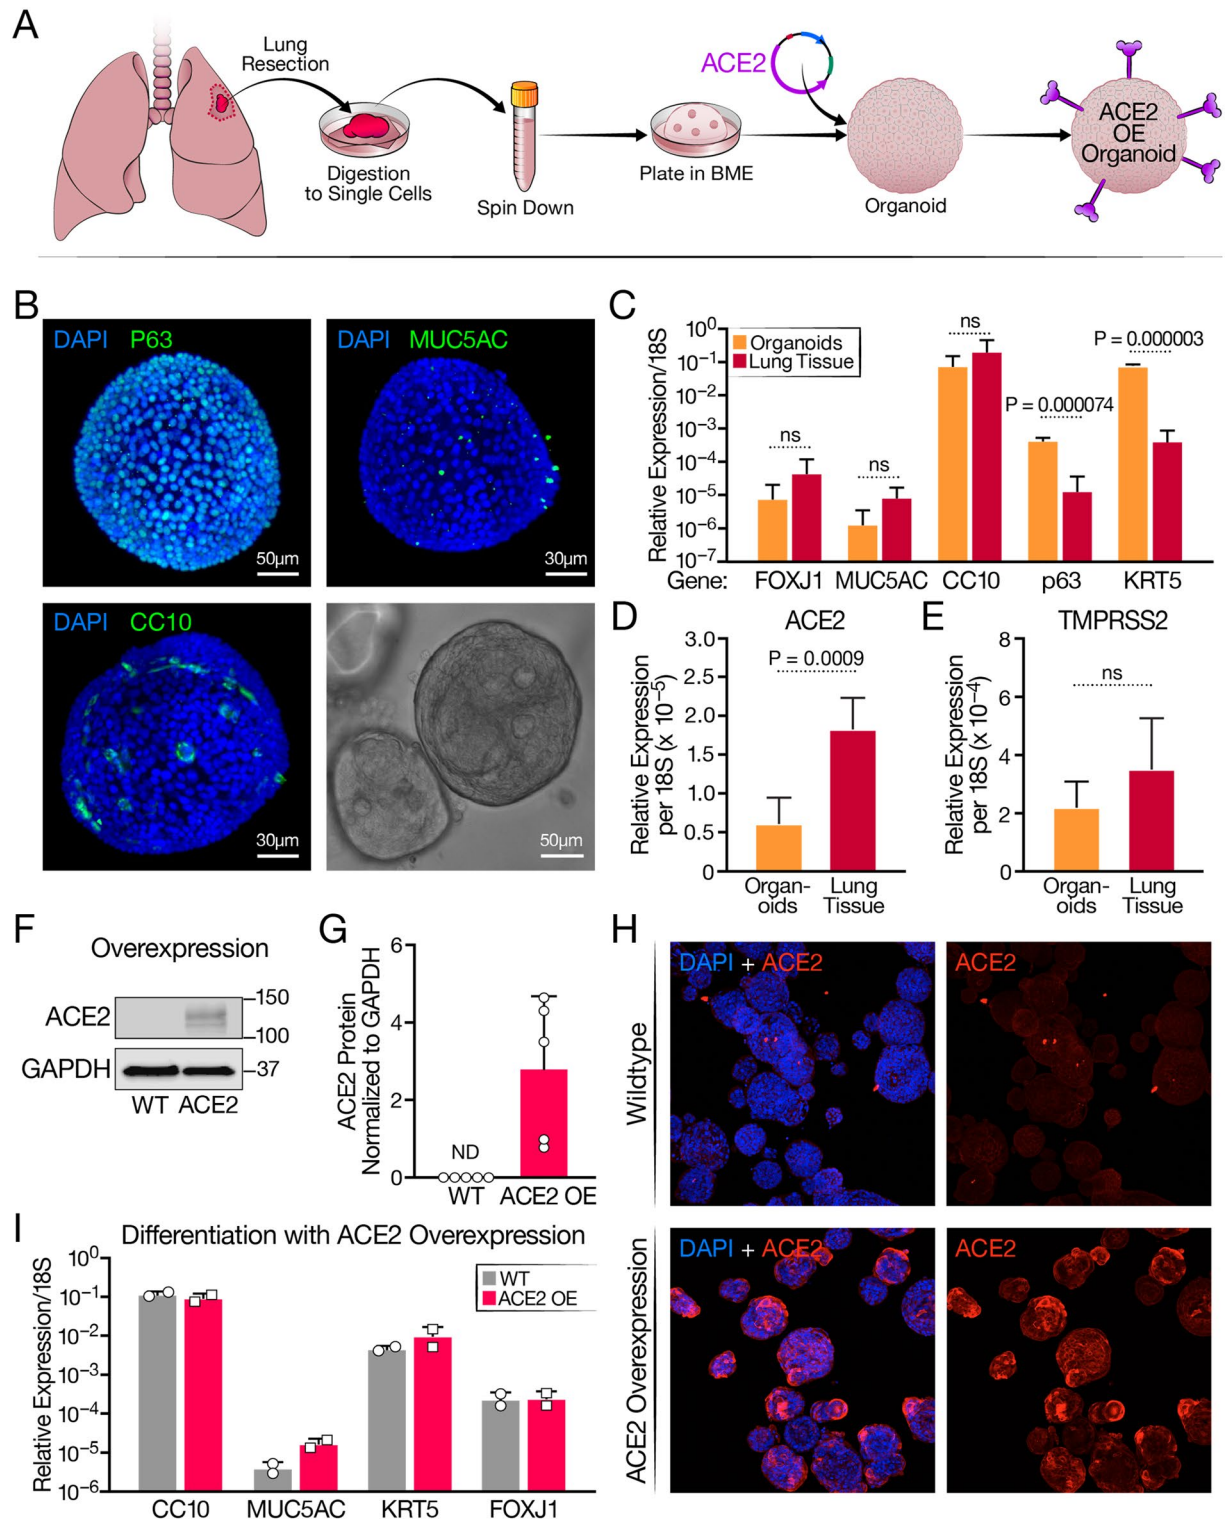 A
Lung
Resection
Digestion
to Single Cells
Spin Down
Plate in BME
ACE2
Organoid
ACE2
OE
Organoid
B
DAPI P63
50µm
DAPI MUC5AC
30µm
DAPI CC10
30µm
50µm
C
Relative Expression/18S
10⁰
10⁻¹
10⁻²
10⁻³
10⁻⁴
10⁻⁵
10⁻⁶
10⁻⁷
Organoids
Lung Tissue
ns
ns
ns
P = 0.000074
P = 0.000003
Gene: FOXJ1 MUC5AC CC10 p63 KRT5
D
ACE2
P = 0.0009
Relative Expression
per 18S (x 10⁻⁵)
3.0
2.5
2.0
1.5
1.0
0.5
0
Organ-
oids
Lung
Tissue
E
TMPRSS2
ns
Relative Expression
per 18S (x 10⁻⁴)
8
6
4
2
0
Organ-
oids
Lung
Tissue
F
Overexpression
ACE2
150
100
GAPDH
37
WT ACE2
G
ACE2 Protein
Normalized to GAPDH
6
4
2
0
ND
WT ACE2 OE
H
Wildtype
DAPI + ACE2
ACE2
ACE2 Overexpression
DAPI + ACE2
ACE2
I
Differentiation with ACE2 Overexpression
Relative Expression/18S
10⁰
10⁻¹
10⁻²
10⁻³
10⁻⁴
10⁻⁵
10⁻⁶
WT
ACE2 OE
CC10 MUC5AC KRT5 FOXJ1